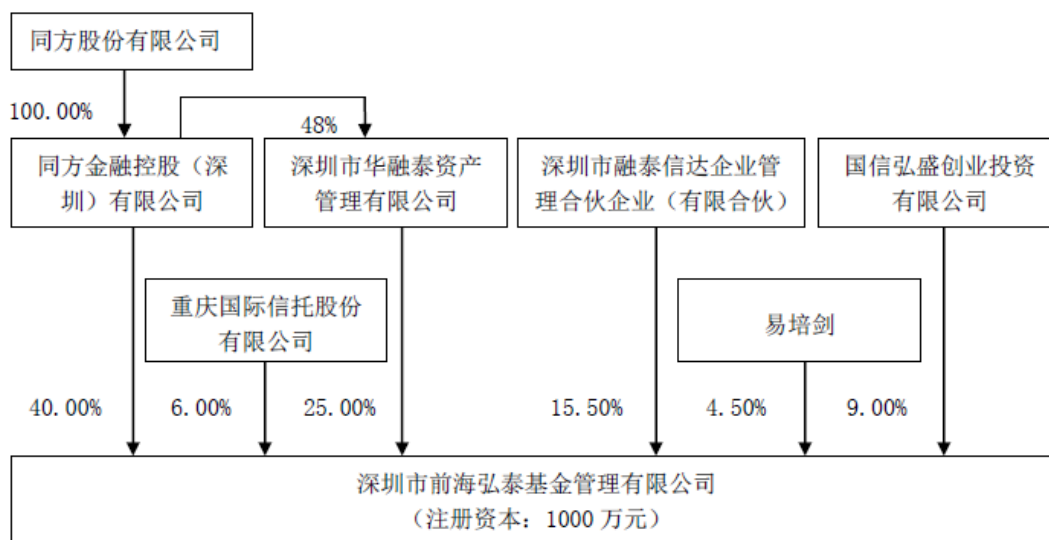 同方股份有限公司
100.00%
48%
同方金融控股（深
圳）有限公司
深圳市华融泰资产
管理有限公司
深圳市融泰信达企业管
理合伙企业（有限合伙）
国信弘盛创业投资
有限公司
重庆国际信托股份
有限公司
易培剑
40.00%
6.00%
25.00%
15.50%
4.50%
9.00%
深圳市前海弘泰基金管理有限公司
（注册资本：1000 万元）